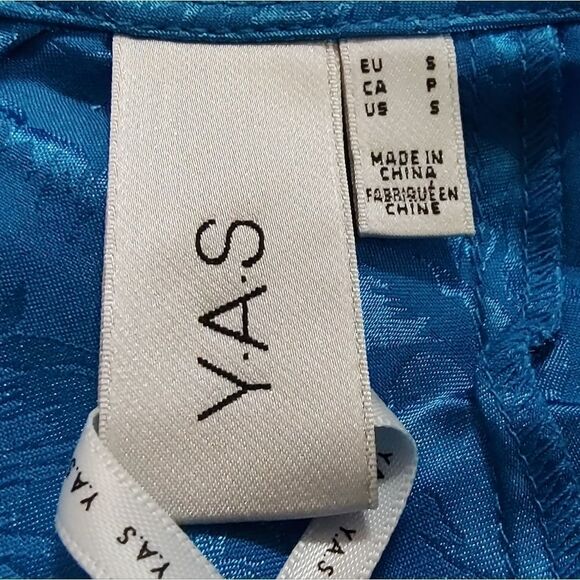 Y.A.S
EU S
CA P
US S
MADE IN
CHINA
FABRIQUÉ EN
CHINE
Y.A.S
Y.A.S
Y.A.S
Y.A.S